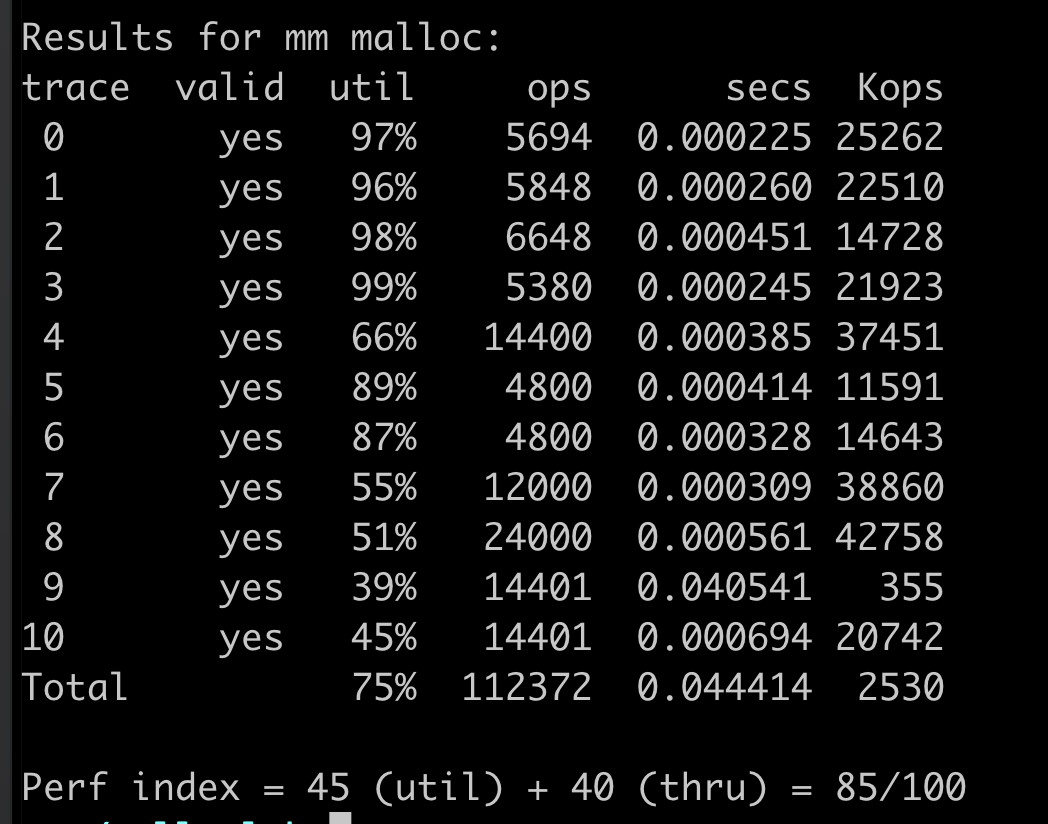 Results for mm malloc:
trace  valid  util     ops      secs  Kops
 0       yes   97%    5694  0.000225 25262
 1       yes   96%    5848  0.000260 22510
 2       yes   98%    6648  0.000451 14728
 3       yes   99%    5380  0.000245 21923
 4       yes   66%   14400  0.000385 37451
 5       yes   89%    4800  0.000414 11591
 6       yes   87%    4800  0.000328 14643
 7       yes   55%   12000  0.000309 38860
 8       yes   51%   24000  0.000561 42758
 9       yes   39%   14401  0.040541   355
10       yes   45%   14401  0.000694 20742
Total          75%  112372  0.044414  2530
Perf index = 45 (util) + 40 (thru) = 85/100